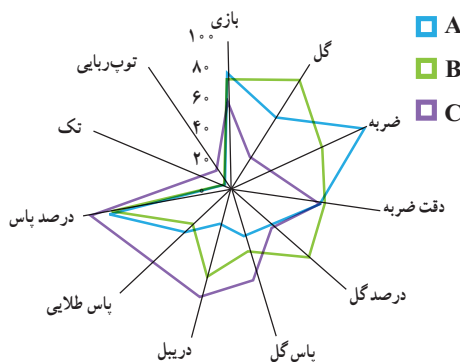 بازی
گل
ضربه
دقت ضربه
درصد گل
پاس گل
دریبل
پاس طلایی
درصد پاس
تک
توپ‌ربایی
۱۰۰
۸۰
۶۰
۴۰
۲۰
۰
A
B
C